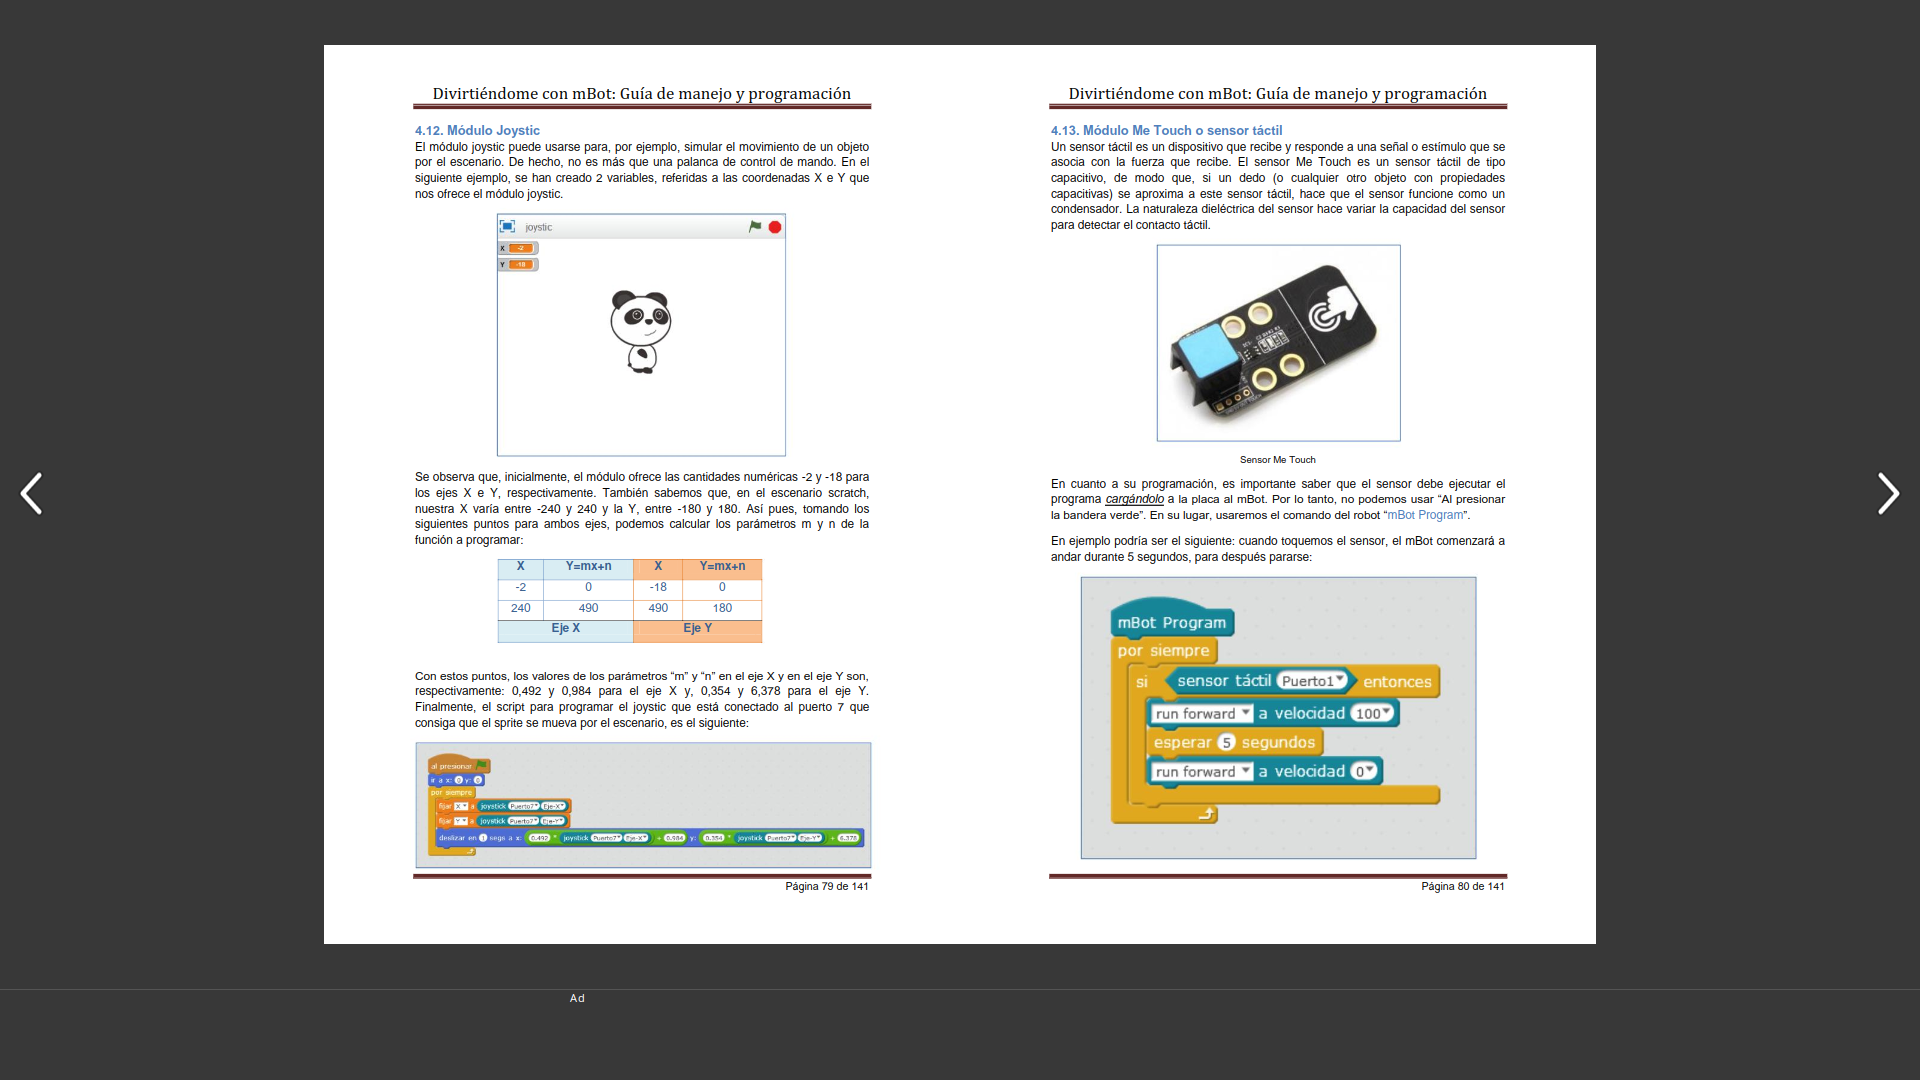 Divirtiéndome con mBot: Guía de manejo y programación
4.12. Módulo Joystic
El módulo joystic puede usarse para, por ejemplo, simular el movimiento de un objeto
por el escenario. De hecho, no es más que una palanca de control de mando. En el
siguiente ejemplo, se han creado 2 variables, referidas a las coordenadas X e Y que
nos ofrece el módulo joystic.
joystic
X -2
Y -18
Se observa que, inicialmente, el módulo ofrece las cantidades numéricas -2 y -18 para
los ejes X e Y, respectivamente. También sabemos que, en el escenario scratch,
nuestra X varía entre -240 y 240 y la Y, entre -180 y 180. Así pues, tomando los
siguientes puntos para ambos ejes, podemos calcular los parámetros m y n de la
función a programar:
X Y=mx+n X Y=mx+n
-2 0 -18 0
240 490 490 180
Eje X Eje Y
Con estos puntos, los valores de los parámetros “m” y “n” en el eje X y en el eje Y son,
respectivamente: 0,492 y 0,984 para el eje X y, 0,354 y 6,378 para el eje Y.
Finalmente, el script para programar el joystic que está conectado al puerto 7 que
consiga que el sprite se mueva por el escenario, es el siguiente:
al presionar
ir a x: 0 y: 0
por siempre
fijar X a joystick Puerto7 Eje-X
fijar Y a joystick Puerto7 Eje-Y
deslizar en 1 segs a x: 0.492 * joystick Puerto7 Eje-X + 0.984 y: 0.354 * joystick Puerto7 Eje-Y + 6.378
Página 79 de 141
Divirtiéndome con mBot: Guía de manejo y programación
4.13. Módulo Me Touch o sensor táctil
Un sensor táctil es un dispositivo que recibe y responde a una señal o estímulo que se
asocia con la fuerza que recibe. El sensor Me Touch es un sensor táctil de tipo
capacitivo, de modo que, si un dedo (o cualquier otro objeto con propiedades
capacitivas) se aproxima a este sensor táctil, hace que el sensor funcione como un
condensador. La naturaleza dieléctrica del sensor hace variar la capacidad del sensor
para detectar el contacto táctil.
Sensor Me Touch
En cuanto a su programación, es importante saber que el sensor debe ejecutar el
programa cargándolo a la placa al mBot. Por lo tanto, no podemos usar “Al presionar
la bandera verde”. En su lugar, usaremos el comando del robot “mBot Program”.
En ejemplo podría ser el siguiente: cuando toquemos el sensor, el mBot comenzará a
andar durante 5 segundos, para después pararse:
mBot Program
por siempre
si sensor táctil Puerto1 entonces
run forward a velocidad 100
esperar 5 segundos
run forward a velocidad 0
Página 80 de 141
Ad